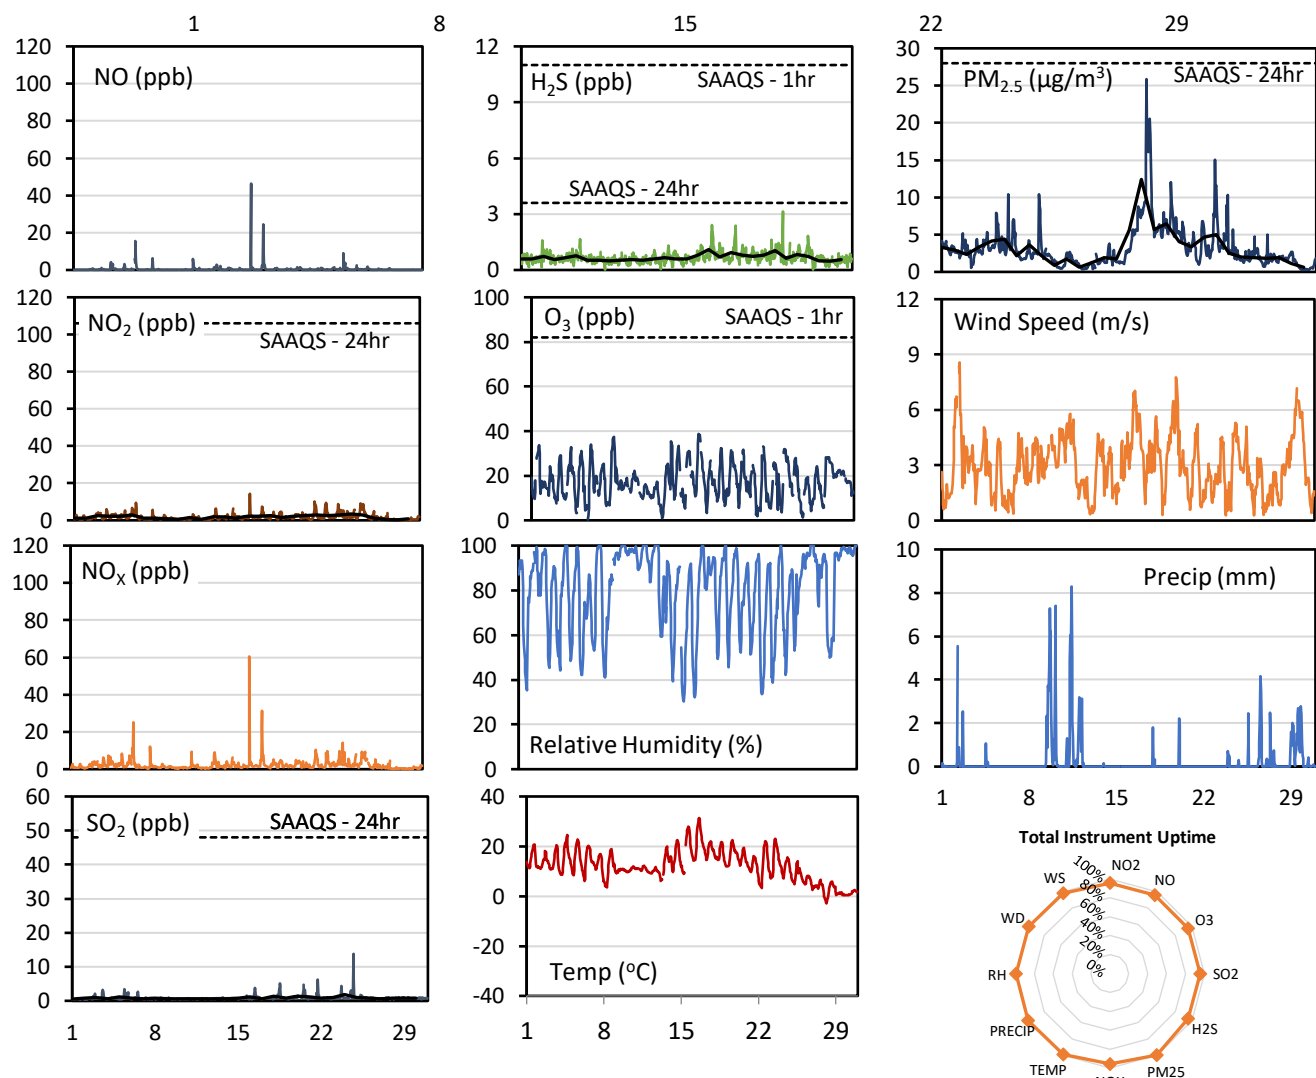 1 8 15 22 29
120
100
80
60
40
20
0
NO (ppb)
12
9
6
3
0
H2S (ppb)
SAAQS - 1hr
SAAQS - 24hr
30
25
20
15
10
5
0
PM2.5 (µg/m³)
SAAQS - 24hr
120
100
80
60
40
20
0
NO2 (ppb)
SAAQS - 24hr
100
80
60
40
20
0
O3 (ppb)
SAAQS - 1hr
12
9
6
3
0
Wind Speed (m/s)
120
100
80
60
40
20
0
NOX (ppb)
100
80
60
40
20
0
Relative Humidity (%)
10
8
6
4
2
0
Precip (mm)
1 8 15 22 29
60
50
40
30
20
10
0
SO2 (ppb)
SAAQS - 24hr
1 8 15 22 29
40
20
0
-20
-40
Temp (oC)
1 8 15 22 29
Total Instrument Uptime
100%
80%
60%
40%
20%
0%
NO2
NO
O3
SO2
H2S
PM25
TEMP
PRECIP
RH
WD
WS